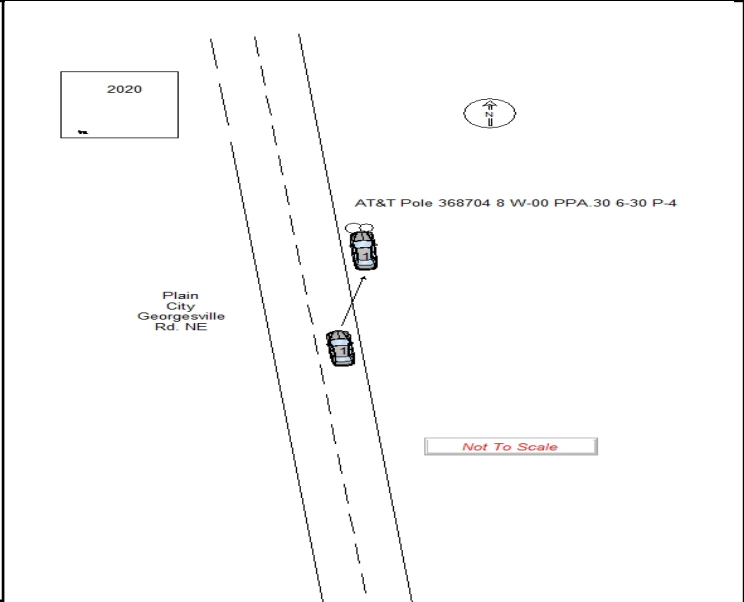 2020
N
AT&T Pole 368704 8 W-00 PPA.30 6-30 P-4
1
Plain
City
Georgesville
Rd. NE
1
Not To Scale